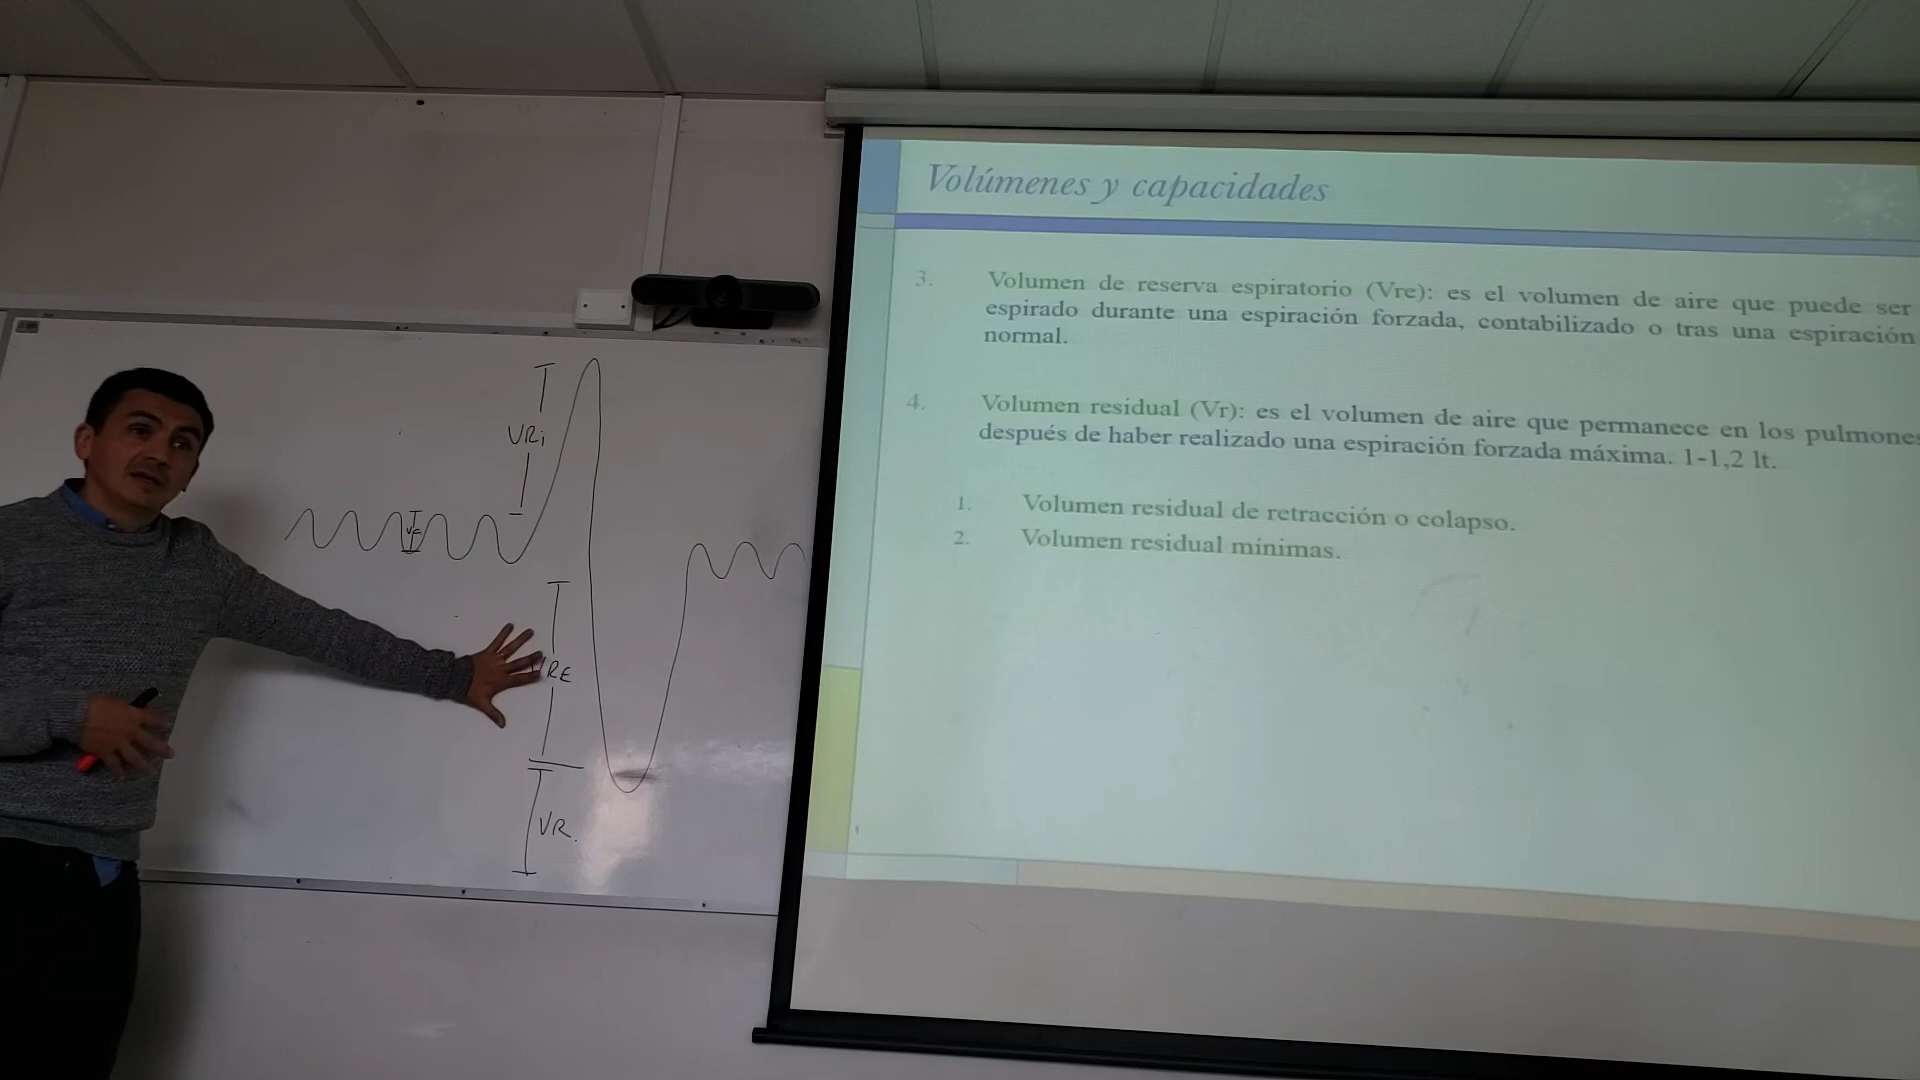 Volúmenes y capacidades
3. Volumen de reserva espiratorio (Vre): es el volumen de aire que puede ser
espirado durante una espiración forzada, contabilizado o tras una espiración
normal.
4. Volumen residual (Vr): es el volumen de aire que permanece en los pulmones
después de haber realizado una espiración forzada máxima. 1-1,2 lt.
1. Volumen residual de retracción o colapso.
2. Volumen residual mínimas.
VRi
VRE
VR.